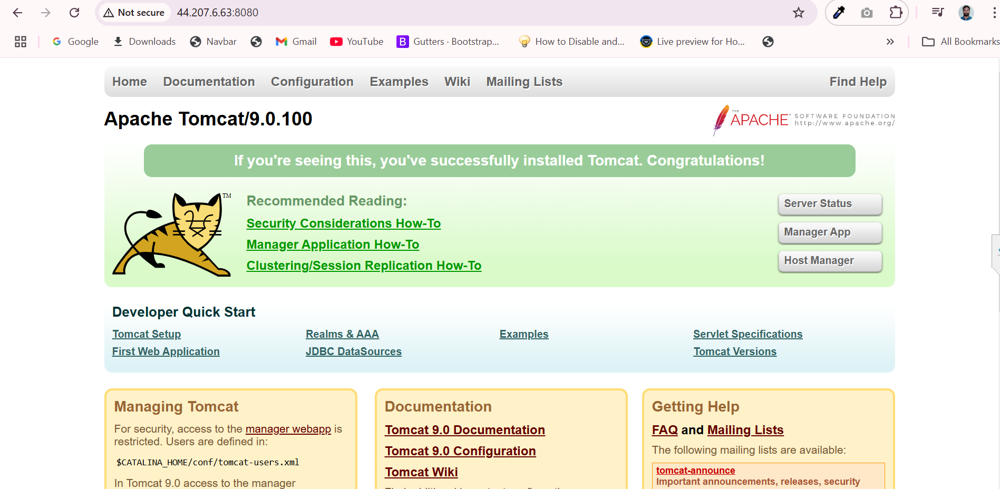 Not secure 44.207.6.63:8080
Google Downloads Navbar Gmail YouTube B Gutters · Bootstrap... How to Disable and... Live preview for Ho... » All Bookmarks
Home Documentation Configuration Examples Wiki Mailing Lists Find Help
Apache Tomcat/9.0.100
THE APACHE® SOFTWARE FOUNDATION
http://www.apache.org/
If you're seeing this, you've successfully installed Tomcat. Congratulations!
TM
Recommended Reading:
Security Considerations How-To
Manager Application How-To
Clustering/Session Replication How-To
Server Status
Manager App
Host Manager
Developer Quick Start
Tomcat Setup
First Web Application
Realms & AAA
JDBC DataSources
Examples
Servlet Specifications
Tomcat Versions
Managing Tomcat
For security, access to the manager webapp is
restricted. Users are defined in:
$CATALINA_HOME/conf/tomcat-users.xml
In Tomcat 9.0 access to the manager
Documentation
Tomcat 9.0 Documentation
Tomcat 9.0 Configuration
Tomcat Wiki
Getting Help
FAQ and Mailing Lists
The following mailing lists are available:
tomcat-announce
Important announcements, releases, security